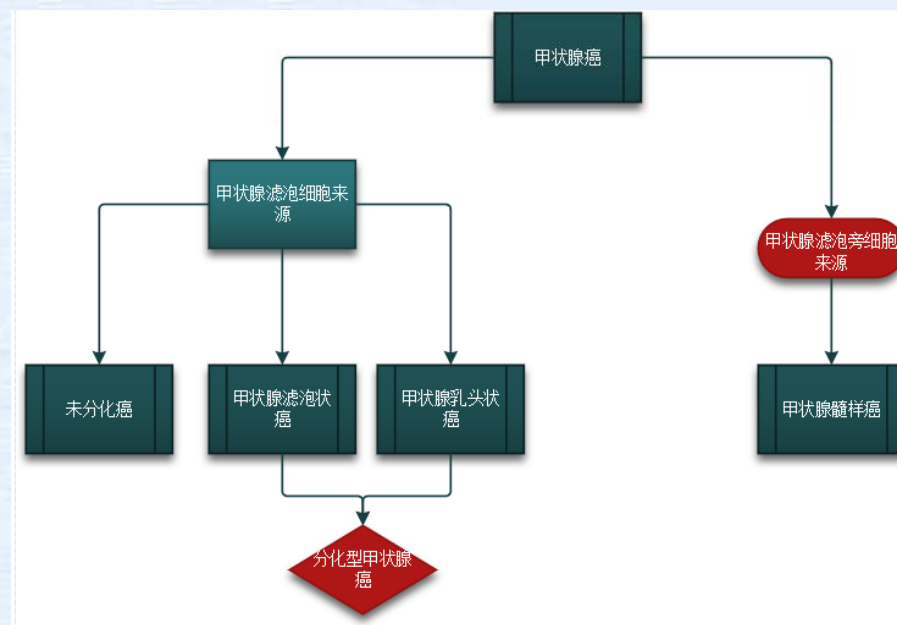 甲状腺癌
甲状腺滤泡细胞来
源
甲状腺滤泡旁细胞
来源
未分化癌
甲状腺滤泡状
癌
甲状腺乳头状
癌
甲状腺髓样癌
分化型甲状腺
癌